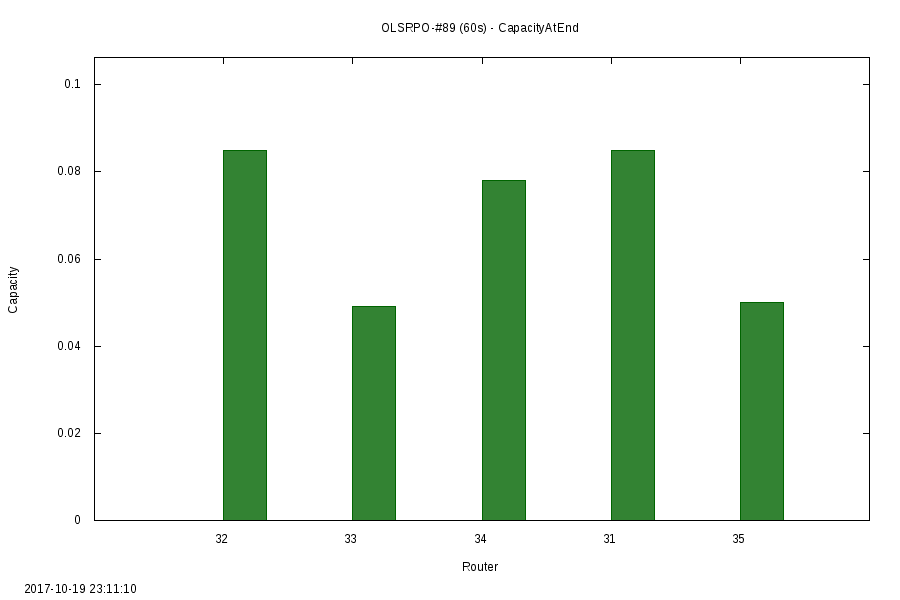 OLSRPO-#89 (60s) - CapacityAtEnd
0.1
0.08
0.06
0.04
0.02
0
Capacity
32 33 34 31 35
Router
2017-10-19 23:11:10